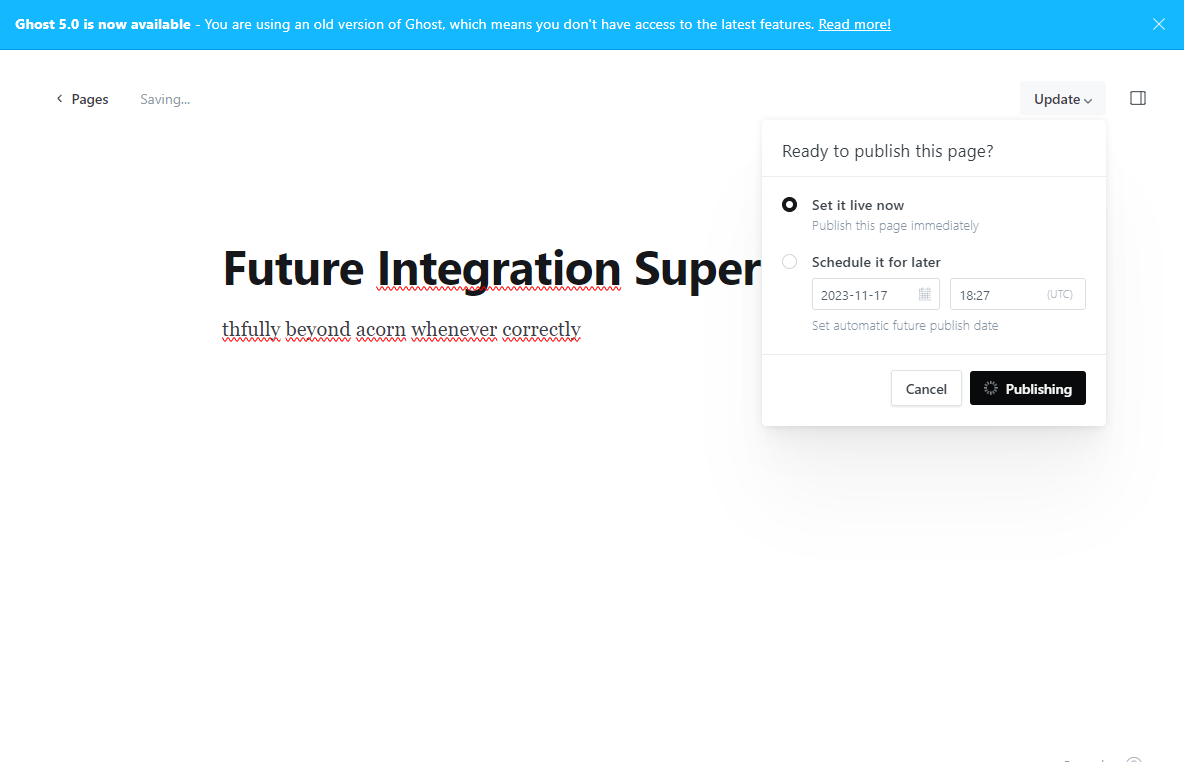 Ghost 5.0 is now available - You are using an old version of Ghost, which means you don't have access to the latest features. Read more!
Pages
Saving...
Update
Ready to publish this page?
Set it live now
Publish this page immediately
Schedule it for later
2023-11-17
18:27
(UTC)
Set automatic future publish date
Cancel
Publishing
Future Integration Super
thfully beyond acorn whenever correctly